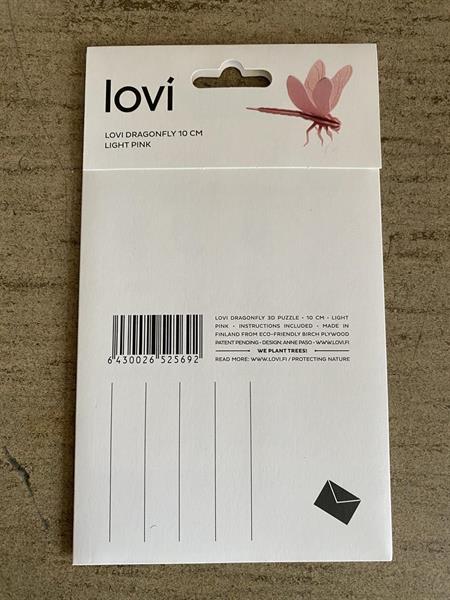 lovi
LOVI DRAGONFLY 10 CM
LIGHT PINK
LOVI DRAGONFLY 3D PUZZLE • 10 CM • LIGHT
PINK • INSTRUCTIONS INCLUDED • MADE IN
FINLAND FROM ECO-FRIENDLY BIRCH PLYWOOD
PATENT PENDING • DESIGN: ANNE PASO • WWW.LOVI.FI
WE PLANT TREES!
READ MORE: WWW.LOVI.FI / PROTECTING NATURE
6 430026 525692